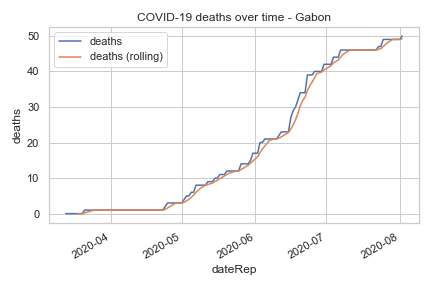 COVID-19 deaths over time - Gabon
deaths
deaths (rolling)
50
40
30
20
10
0
deaths
2020-04
2020-05
2020-06
2020-07
2020-08
dateRep